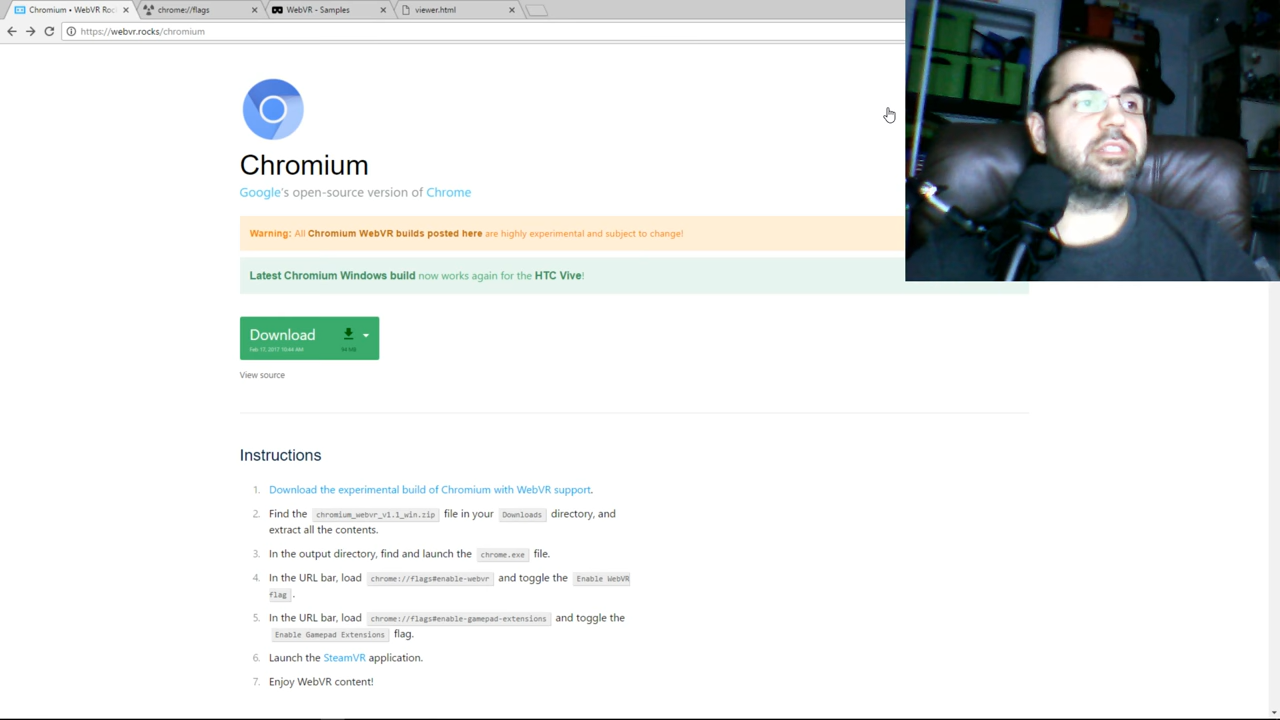 Chromium • WebVR Roc
chrome://flags
WebVR - Samples
viewer.html
https://webvr.rocks/chromium
Chromium
Google's open-source version of Chrome
Warning: All Chromium WebVR builds posted here are highly experimental and subject to change!
Latest Chromium Windows build now works again for the HTC Vive!
Download
Feb 17, 2017 10:44 AM
View source
Instructions
1. Download the experimental build of Chromium with WebVR support.
2. Find the chromium_webvr_v1.1_win.zip file in your Downloads directory, and
extract all the contents.
3. In the output directory, find and launch the chrome.exe file.
4. In the URL bar, load chrome://flags#enable-webvr and toggle the Enable WebVR
flag .
5. In the URL bar, load chrome://flags#enable-gamepad-extensions and toggle the
Enable Gamepad Extensions flag.
6. Launch the SteamVR application.
7. Enjoy WebVR content!